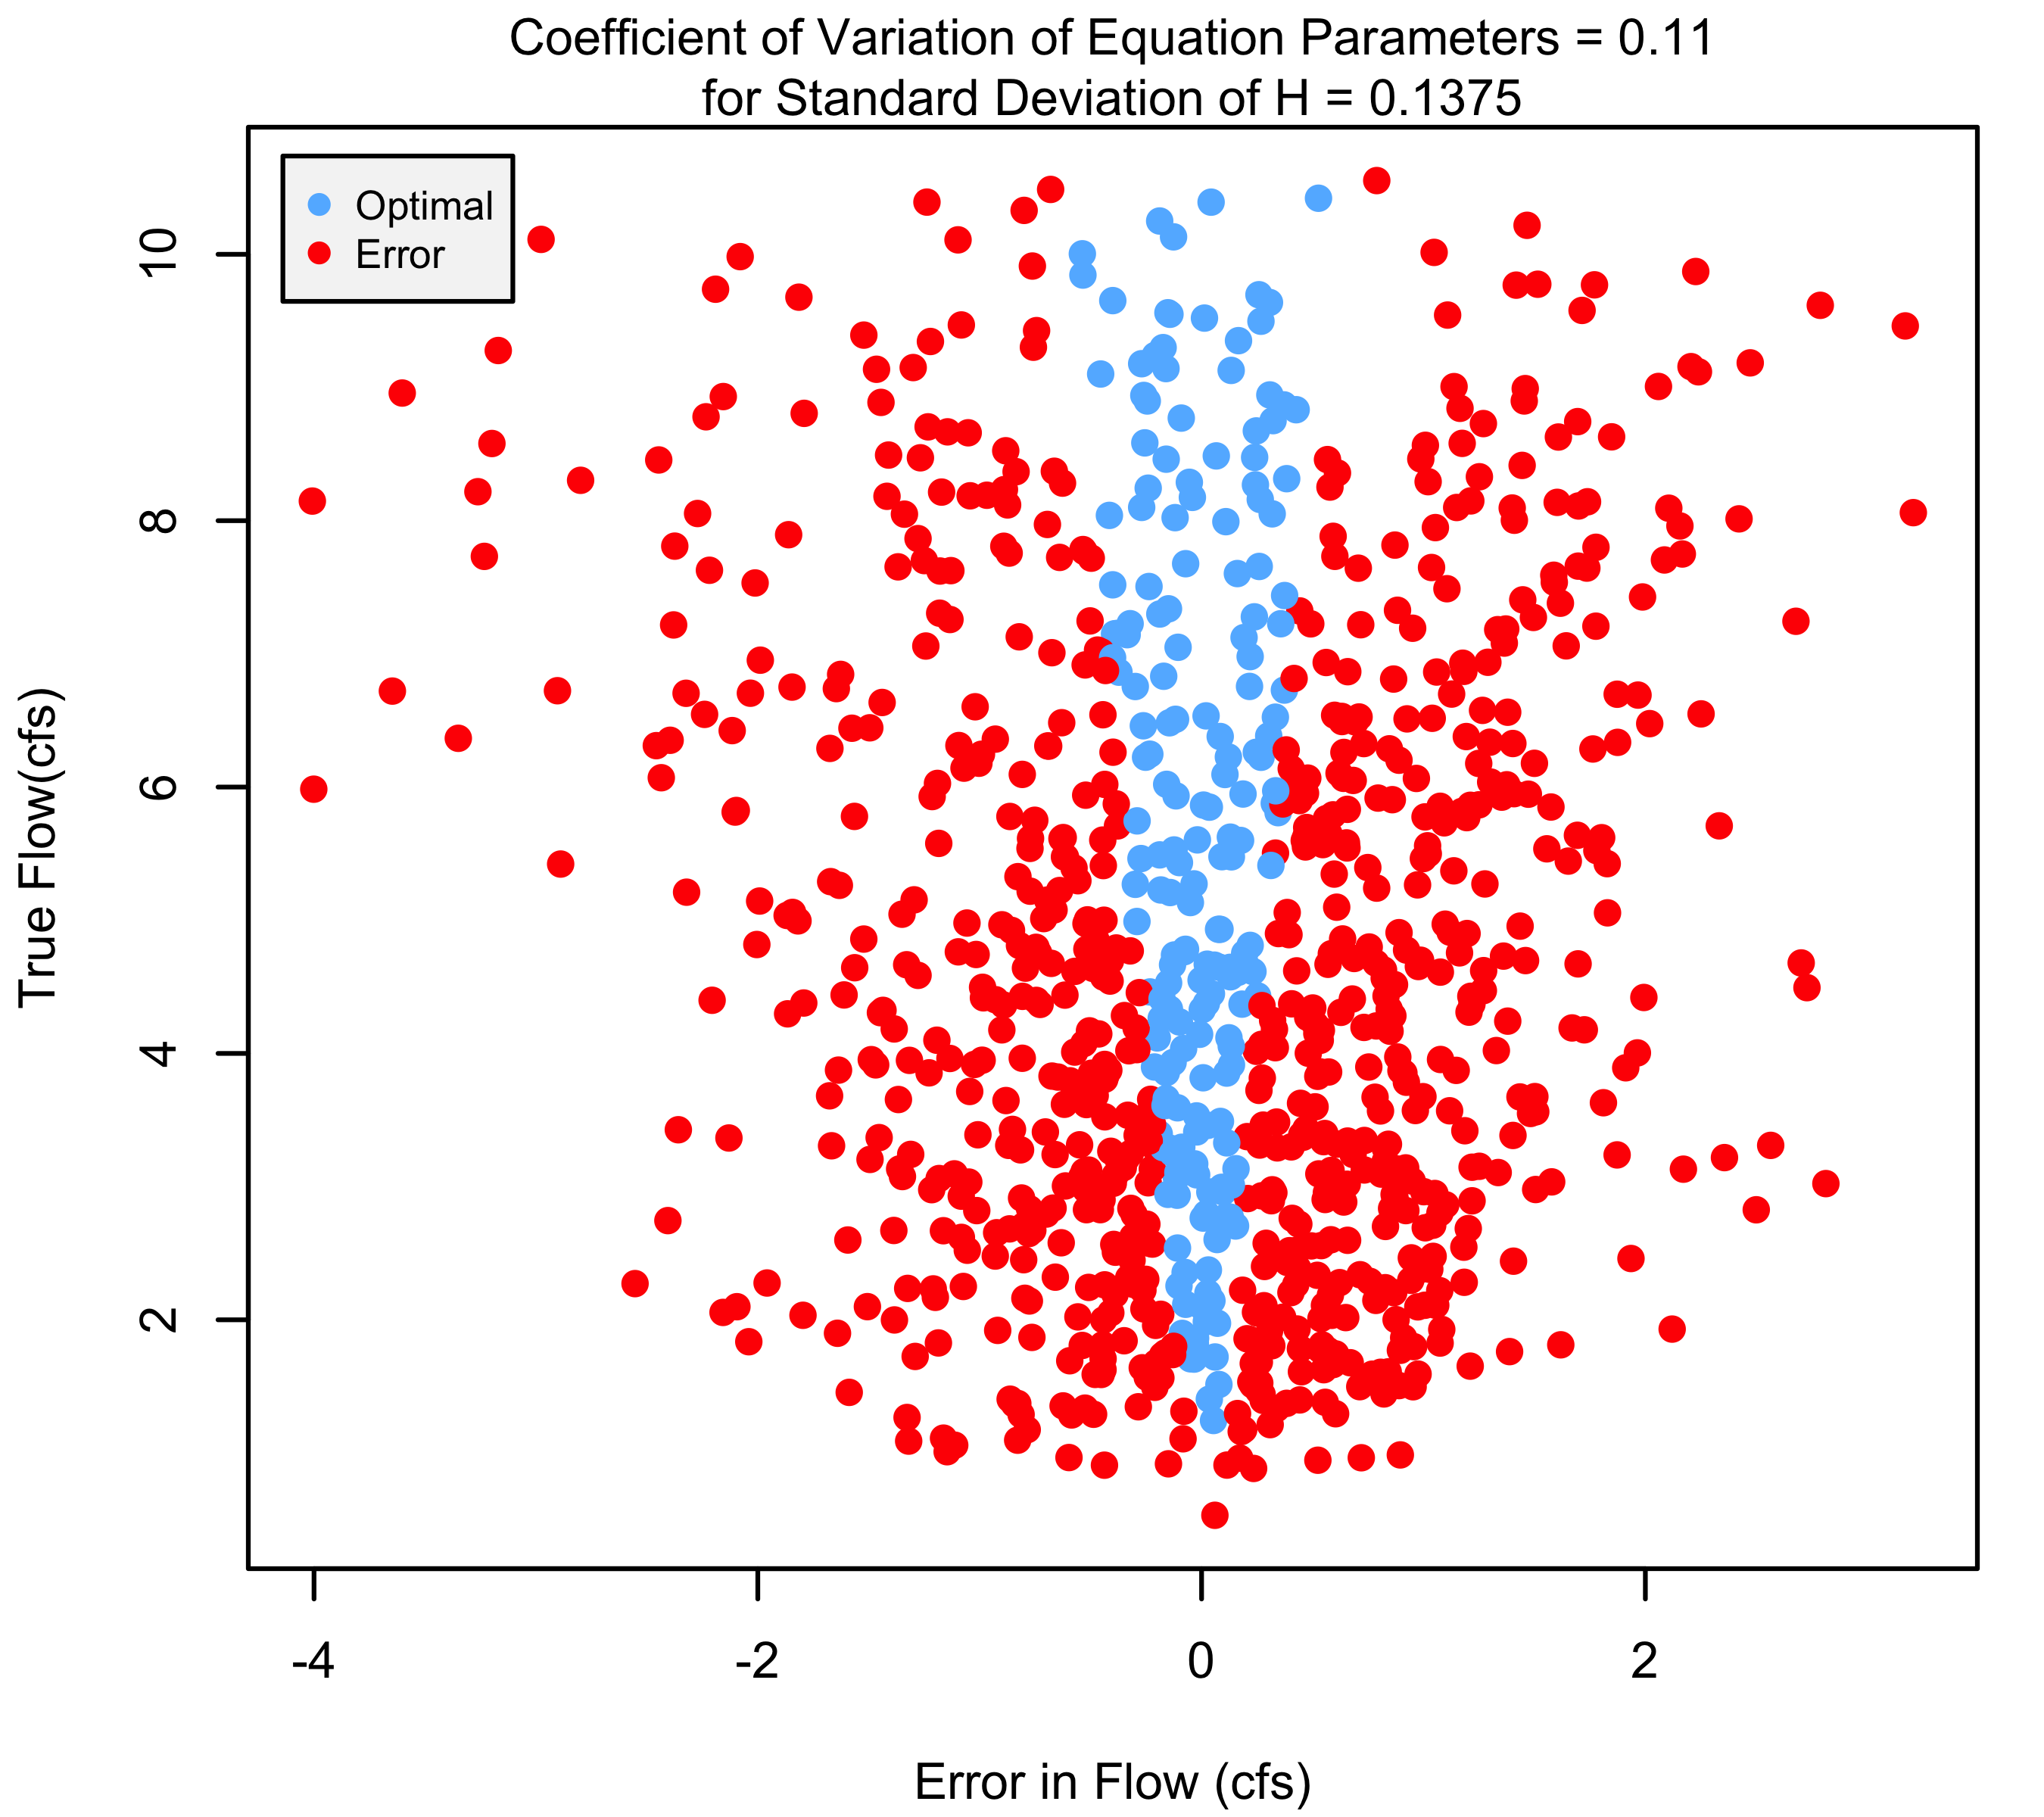 Coefficient of Variation of Equation Parameters = 0.11
for Standard Deviation of H = 0.1375
Optimal
Error
True Flow(cfs)
10
8
6
4
2
-4
-2
0
2
Error in Flow (cfs)